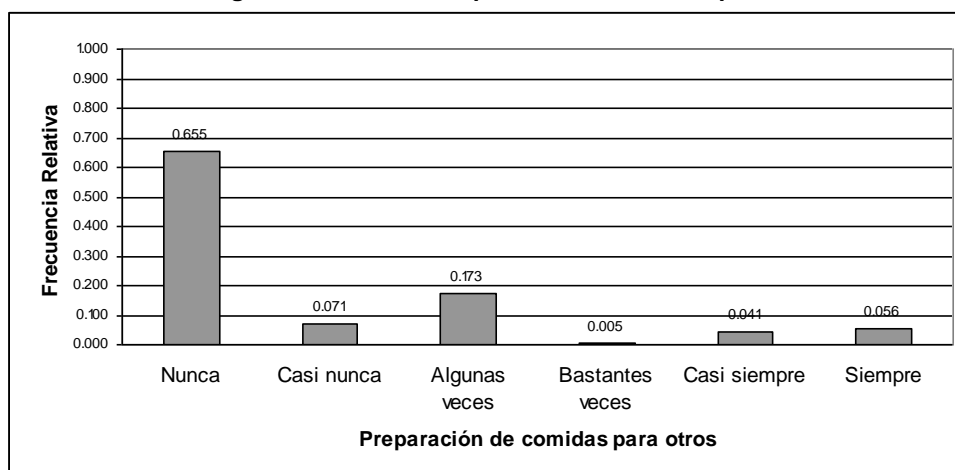 1.000
0.900
0.800
0.700
0.600
0.500
0.400
0.300
0.200
0.100
0.000
Frecuencia Relativa
0.655
0.071
0.173
0.005
0.041
0.056
Nunca
Casi nunca
Algunas
veces
Bastantes
veces
Casi siempre
Siempre
Preparación de comidas para otros